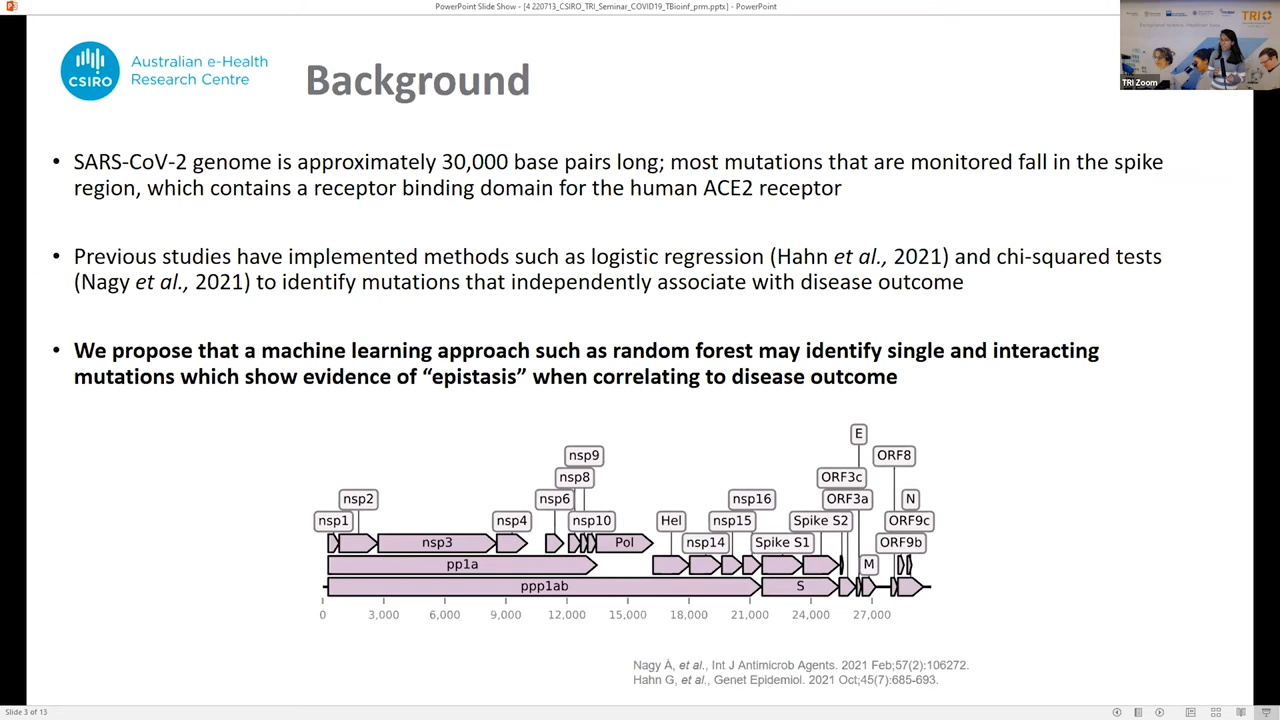 PowerPoint Slide Show - [4 220713_CSIRO_TRI_Seminar_COVID19_TBioinf_prm.pptx] - PowerPoint
CSIRO
Australian e-Health
Research Centre
Background
TRI
TRI Zoom
• SARS-CoV-2 genome is approximately 30,000 base pairs long; most mutations that are monitored fall in the spike
region, which contains a receptor binding domain for the human ACE2 receptor
• Previous studies have implemented methods such as logistic regression (Hahn et al., 2021) and chi-squared tests
(Nagy et al., 2021) to identify mutations that independently associate with disease outcome
• We propose that a machine learning approach such as random forest may identify single and interacting
mutations which show evidence of “epistasis” when correlating to disease outcome
E
nsp9 ORF8
nsp8 ORF3c
nsp2 nsp6 nsp16 ORF3a N
nsp1 nsp4 nsp10 Hel nsp15 Spike S2 ORF9c
nsp3 Pol nsp14 Spike S1 ORF9b
pp1a M
ppp1ab S
0 3,000 6,000 9,000 12,000 15,000 18,000 21,000 24,000 27,000
Nagy Á, et al., Int J Antimicrob Agents. 2021 Feb;57(2):106272.
Hahn G, et al., Genet Epidemiol. 2021 Oct;45(7):685-693.
Slide 3 of 13